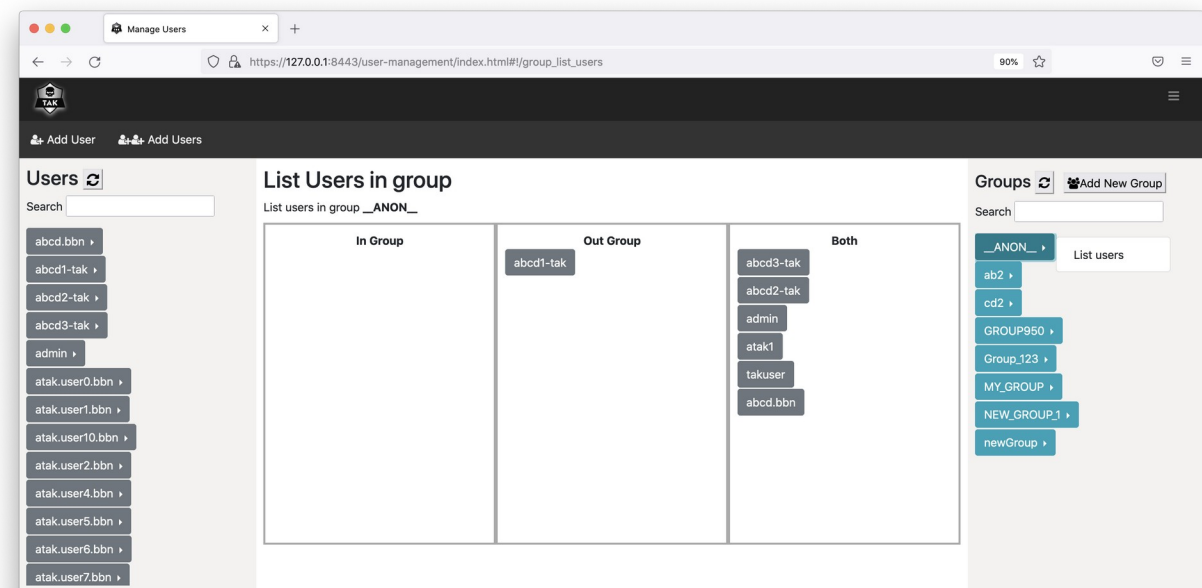 Manage Users
https://127.0.0.1:8443/user-management/index.html#!/group_list_users
90%
TAK
Add User
Add Users
Users
Search
abcd.bbn
abcd1-tak
abcd2-tak
abcd3-tak
admin
atak.user0.bbn
atak.user1.bbn
atak.user10.bbn
atak.user2.bbn
atak.user4.bbn
atak.user5.bbn
atak.user6.bbn
atak.user7.bbn
List Users in group
List users in group __ANON__
In Group
Out Group
abcd1-tak
Both
abcd3-tak
abcd2-tak
admin
atak1
takuser
abcd.bbn
Groups
Add New Group
Search
__ANON__
List users
ab2
cd2
GROUP950
Group_123
MY_GROUP
NEW_GROUP_1
newGroup